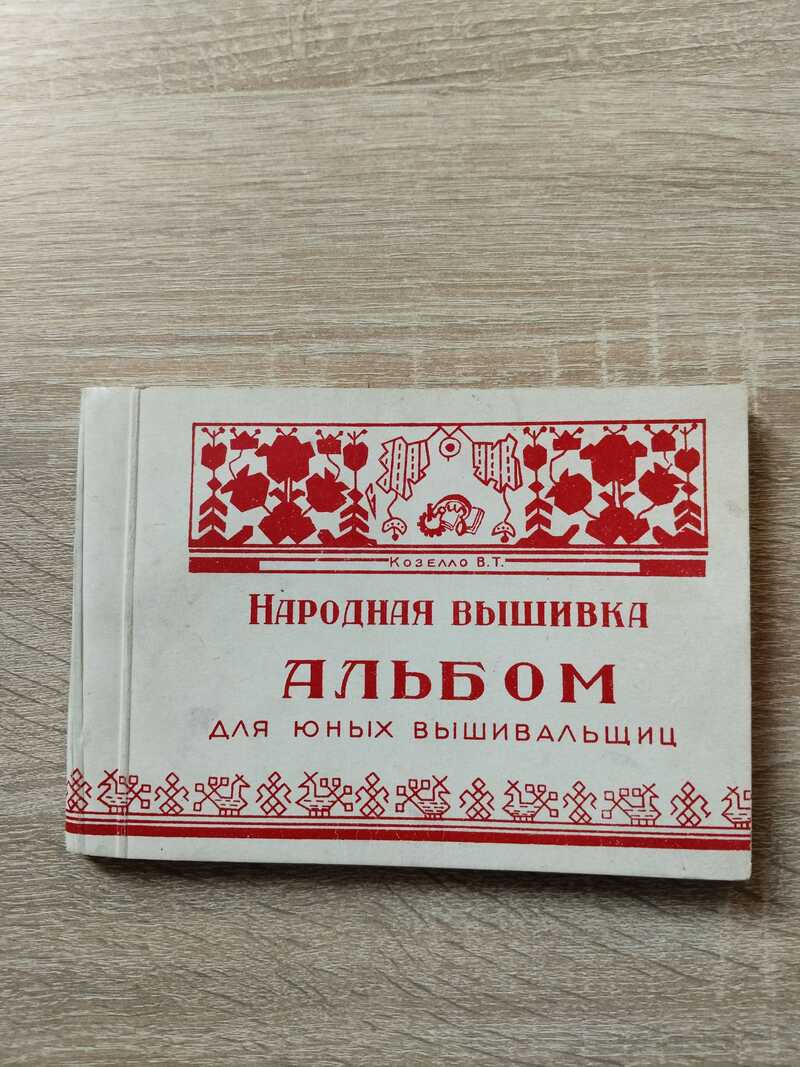 Козелло В.Т.
Народная вышивка
АЛЬБОМ
для юных вышивальщиц